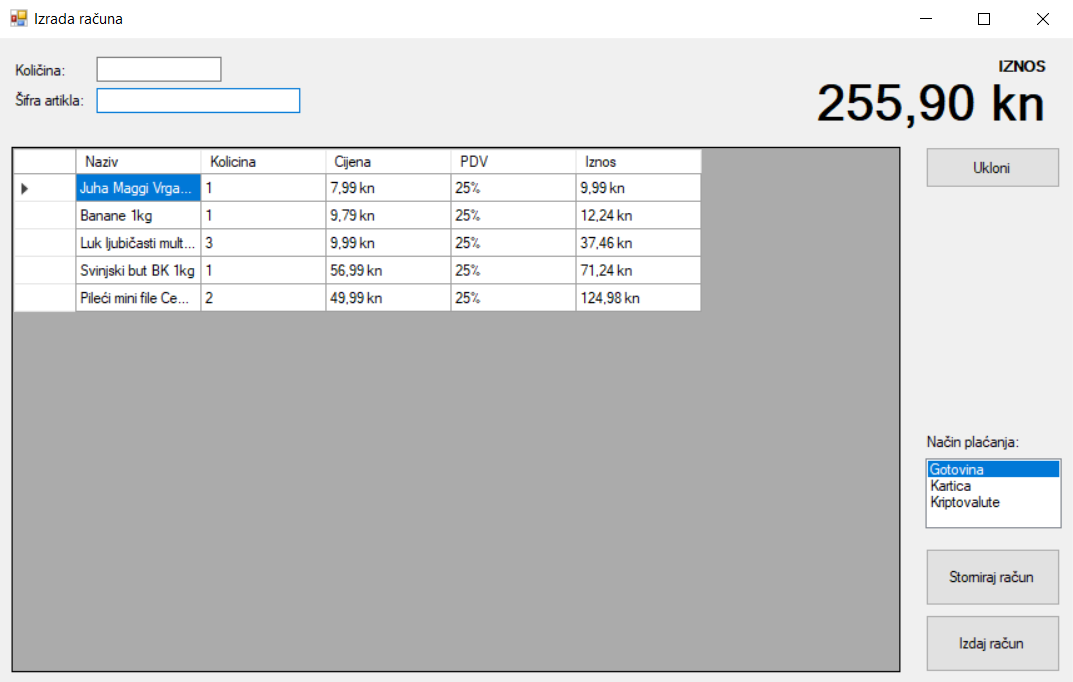 Izrada računa
Količina:
Šifra artikla:
IZNOS
255,90 kn
Naziv Kolicina Cijena PDV Iznos
Juha Maggi Vrga... 1 7,99 kn 25% 9,99 kn
Banane 1kg 1 9,79 kn 25% 12,24 kn
Luk ljubičasti mult... 3 9,99 kn 25% 37,46 kn
Svinjski but BK 1kg 1 56,99 kn 25% 71,24 kn
Pileći mini file Ce... 2 49,99 kn 25% 124,98 kn
Ukloni
Način plaćanja:
Gotovina
Kartica
Kriptovalute
Storniraj račun
Izdaj račun